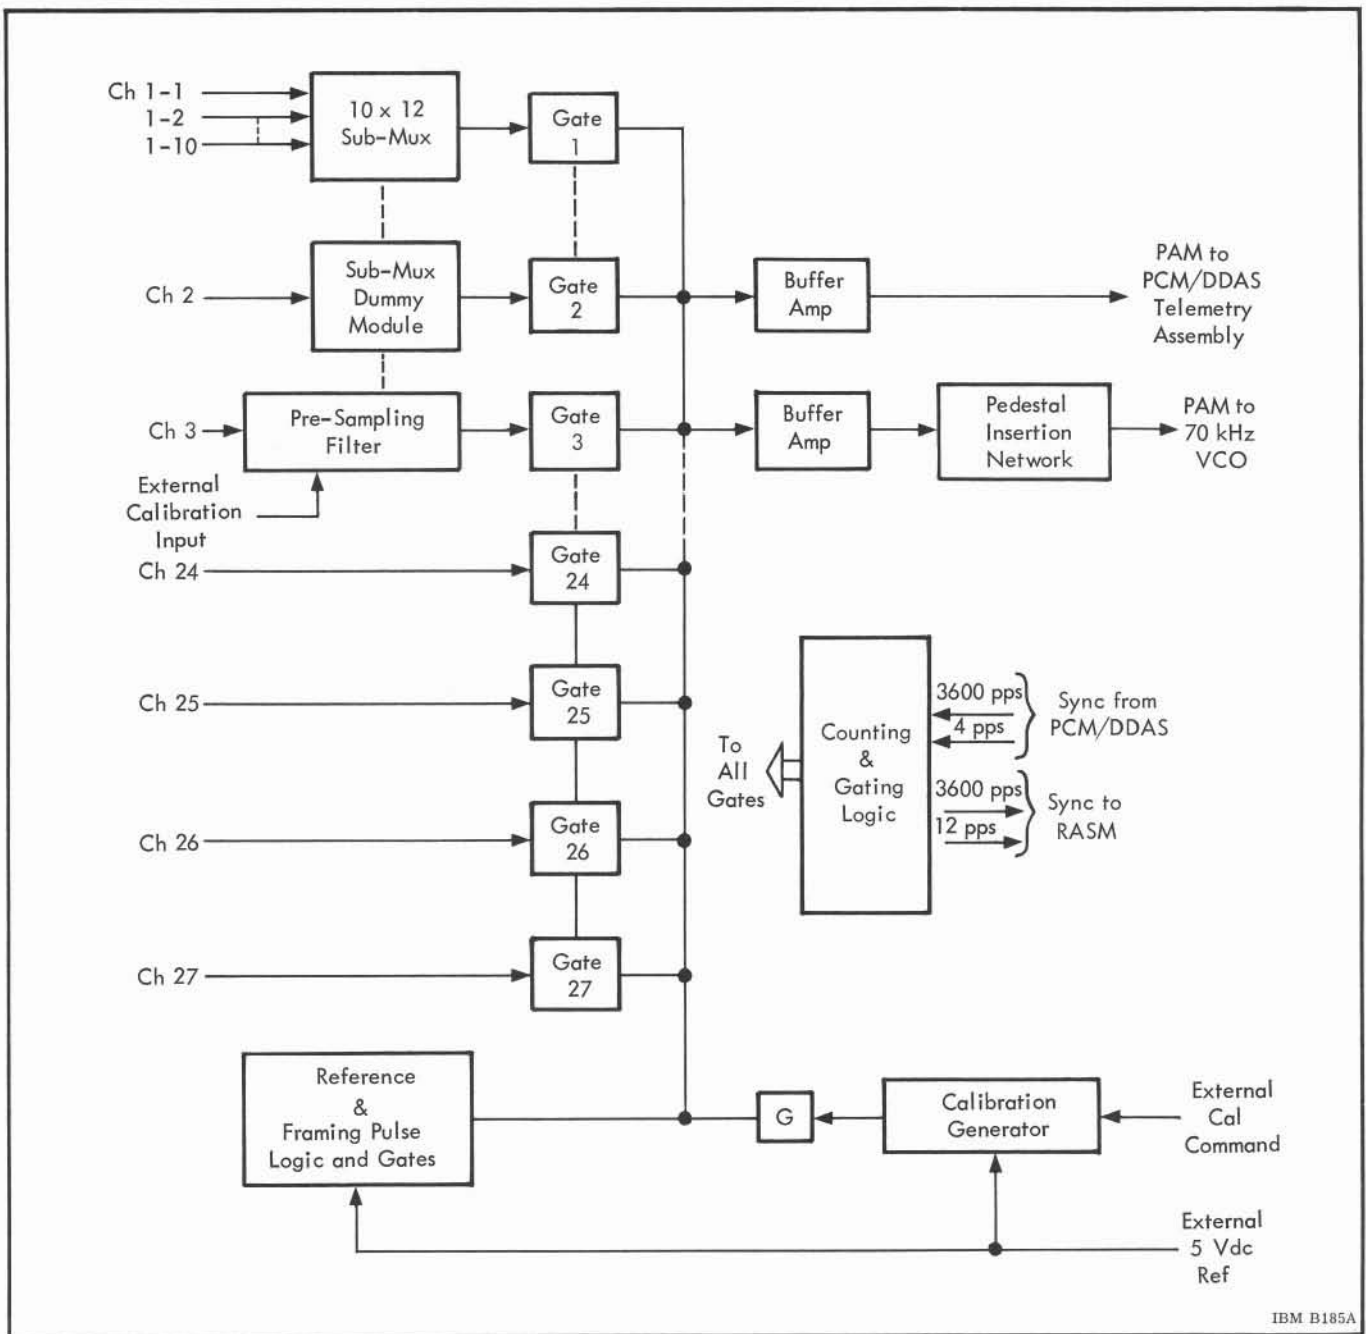 Ch 1-1
1-2
1-10
10 x 12
Sub-Mux
Gate
1
Ch 2
Sub-Mux
Dummy
Module
Gate
2
Buffer
Amp
PAM to
PCM/DDAS
Telemetry
Assembly
Ch 3
Pre-Sampling
Filter
Gate
3
Buffer
Amp
Pedestal
Insertion
Network
PAM to
70 kHz
VCO
External
Calibration
Input
Ch 24
Gate
24
Ch 25
Gate
25
Ch 26
Gate
26
Ch 27
Gate
27
To
All
Gates
Counting
&
Gating
Logic
3600 pps
4 pps
Sync from
PCM/DDAS
3600 pps
12 pps
Sync to
RASM
Reference
&
Framing Pulse
Logic and Gates
G
Calibration
Generator
External
Cal
Command
External
5 Vdc
Ref
IBM B185A